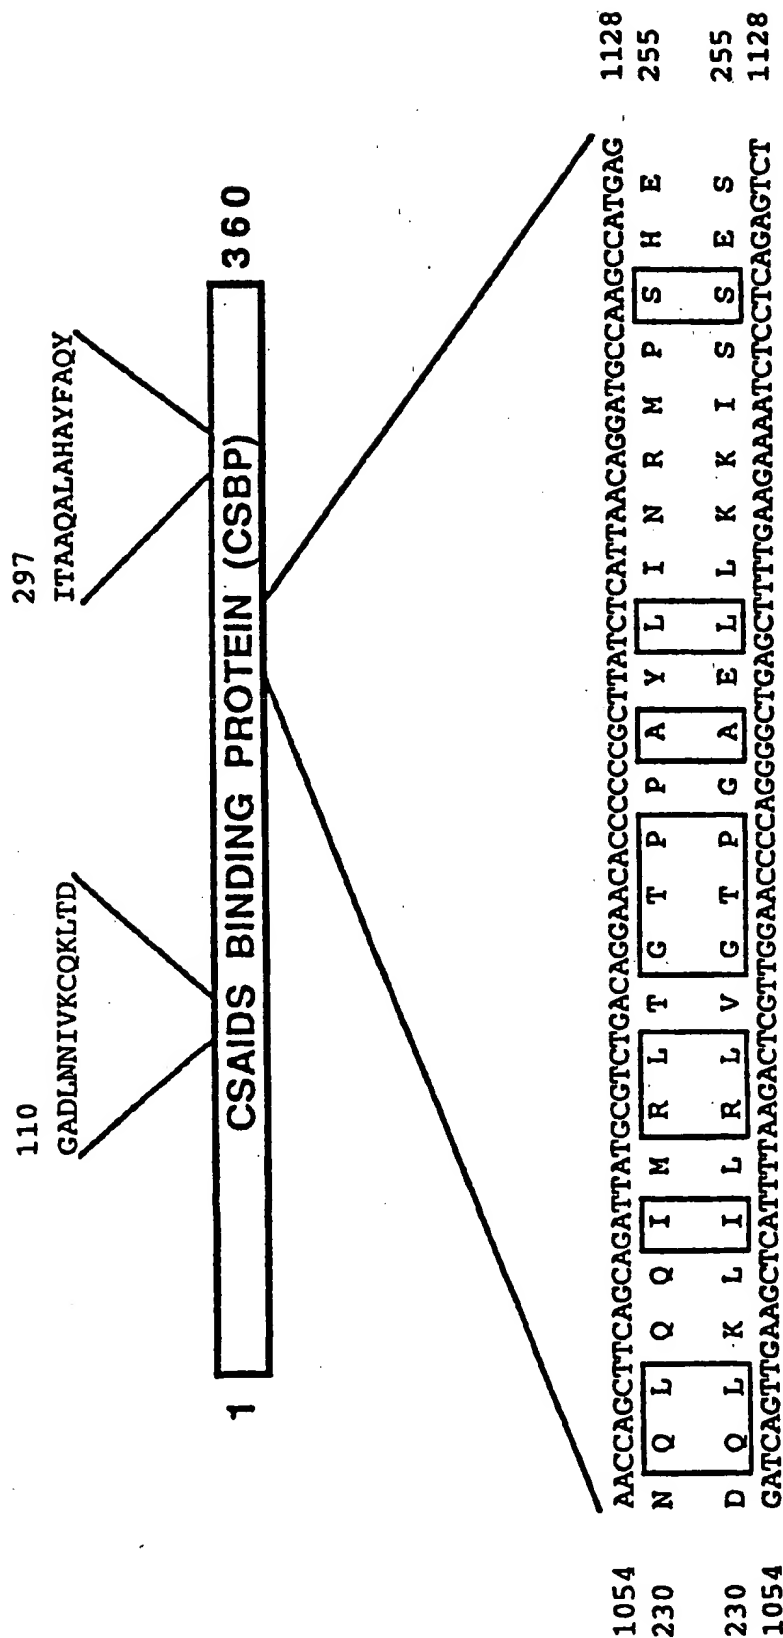 110
GADLNNIVKCQKLTD
297
ITAAQALAHAYFAQY
1 CSAIDS BINDING PROTEIN (CSBP) 360
1054 AACCAGCTTCAGCAGATTATGCGTCTGACAGGAACACCCCCCGCTTATCTCATTAACAGGATGCCAAGCCATGAG 1128
230 N Q L Q Q I M R L T G T P P A Y L I N R M P S H E 255
230 D Q L K L I L R L V G T P G A E L L K K I S S E S 255
1054 GATCAGTTGAAGCTCATTTTAAGACTCGTTGGAACCCCAGGGGCTGAGCTTTTGAAGAAAATCTCCTCAGAGTCT 1128